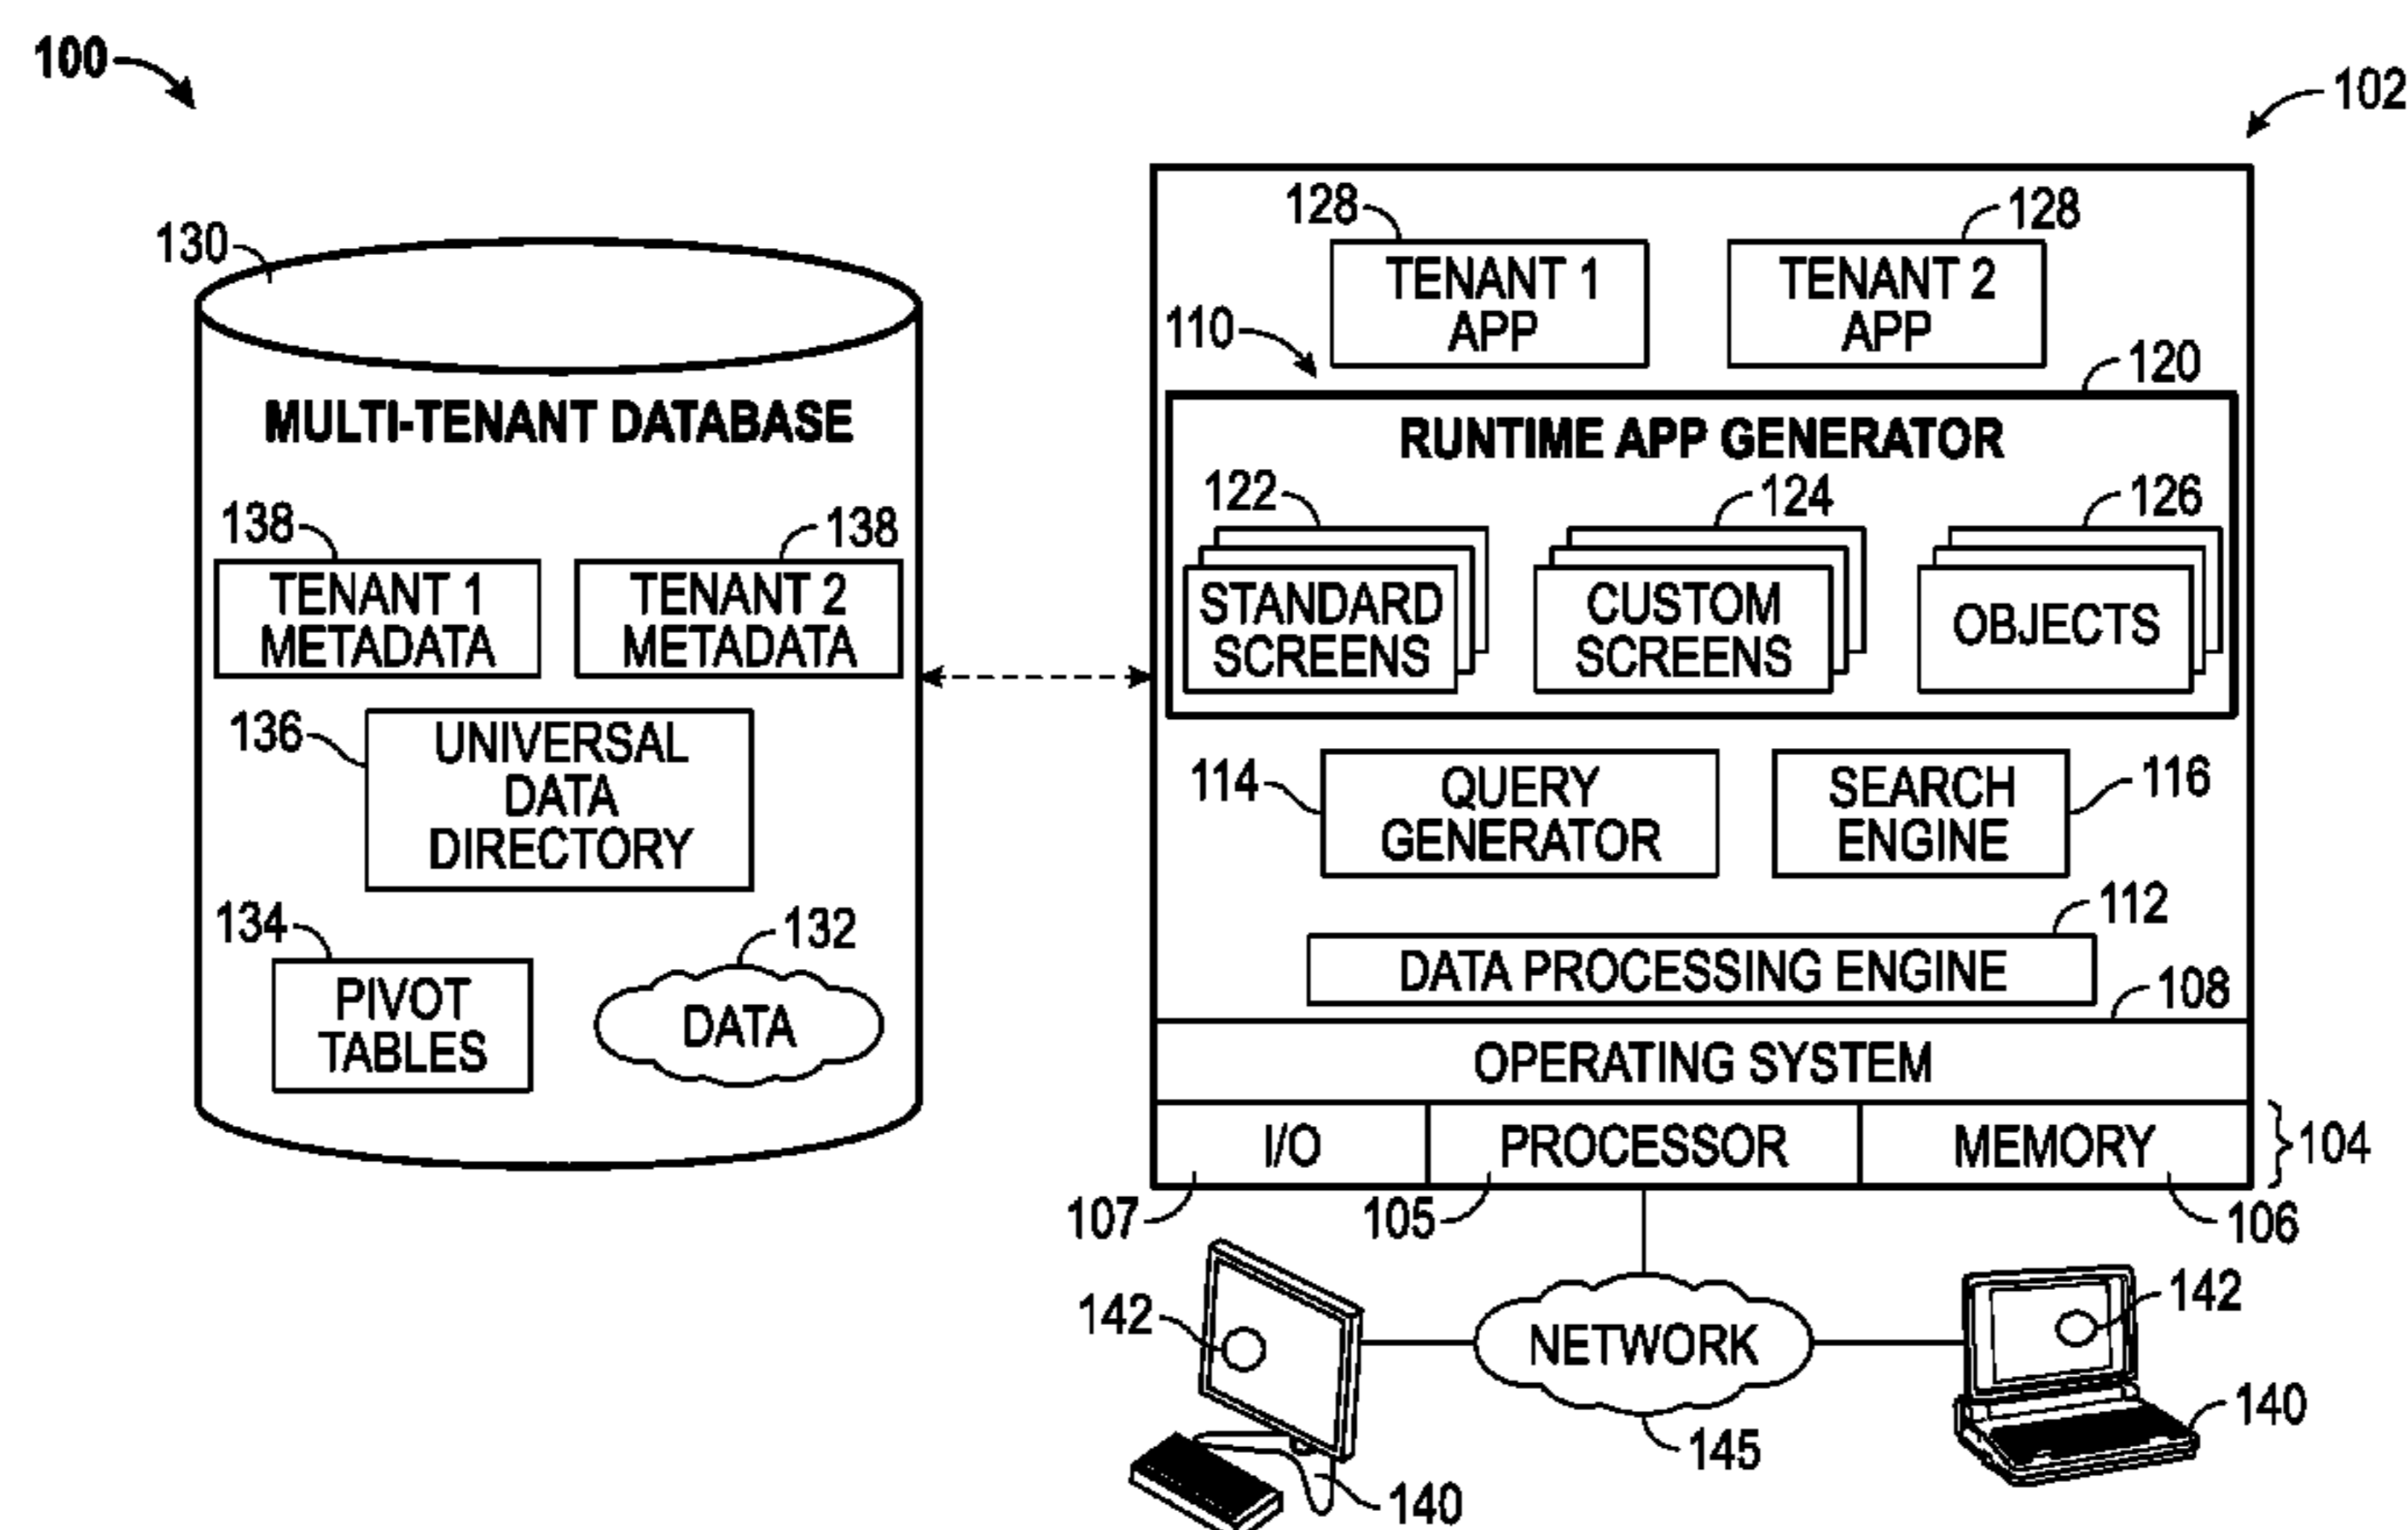 100
102
130
MULTI-TENANT DATABASE
138
138
TENANT 1
METADATA
TENANT 2
METADATA
136
UNIVERSAL
DATA
DIRECTORY
134
132
PIVOT
TABLES
DATA
128
128
TENANT 1
APP
TENANT 2
APP
110
120
RUNTIME APP GENERATOR
122
124
126
STANDARD
SCREENS
CUSTOM
SCREENS
OBJECTS
114
QUERY
GENERATOR
SEARCH
ENGINE
116
112
DATA PROCESSING ENGINE
108
OPERATING SYSTEM
I/O
PROCESSOR
MEMORY
104
107
105
106
142
NETWORK
142
145
140
140